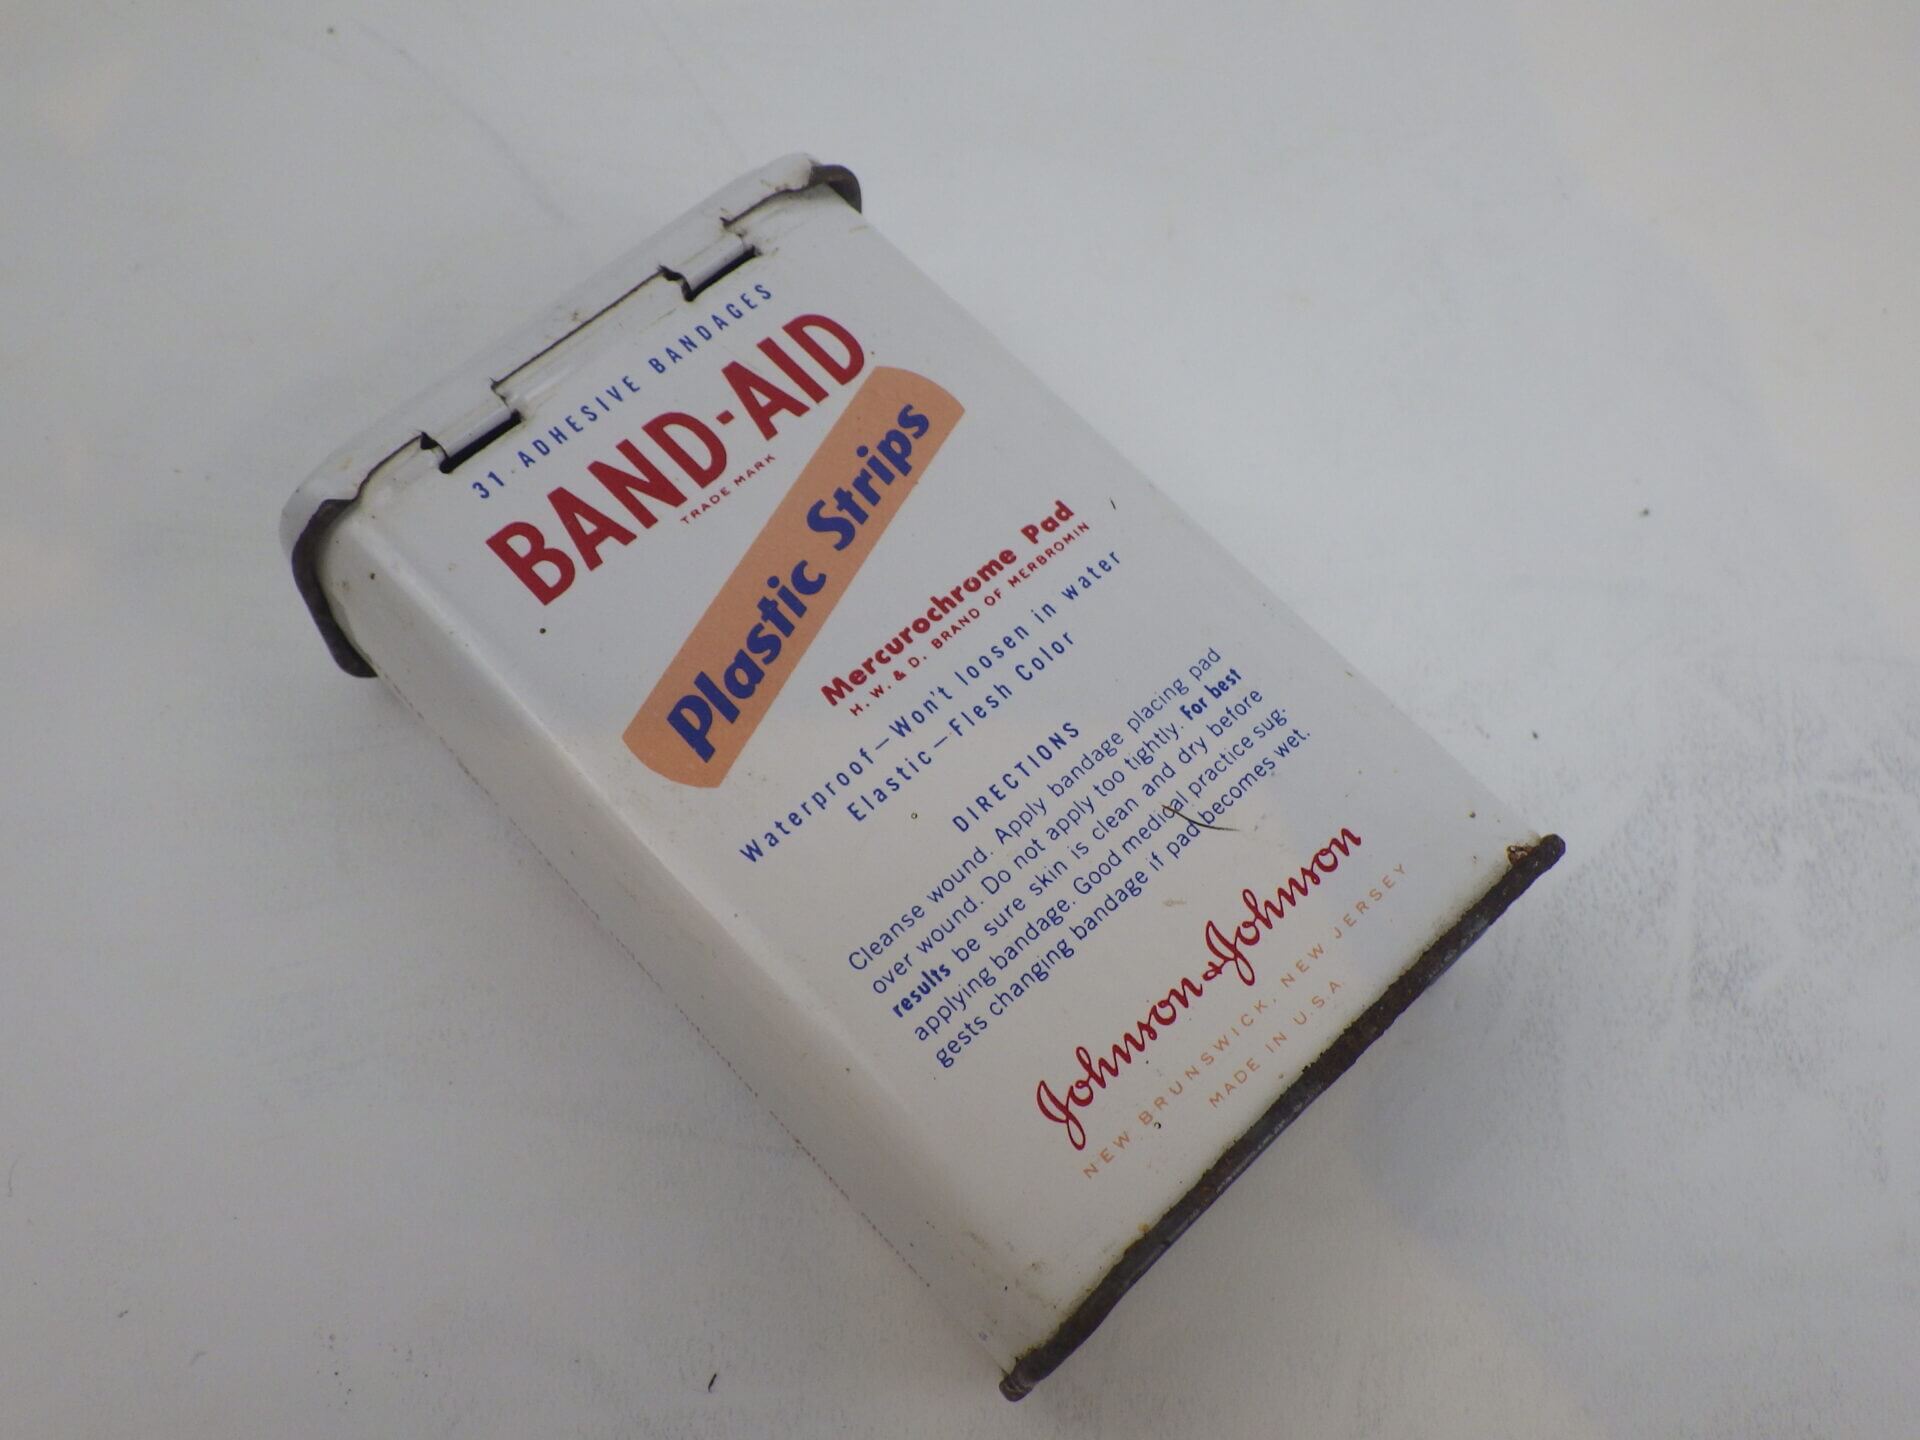 31 ADHESIVE BANDAGES
BAND-AID
TRADE MARK
Plastic Strips
Mercurochrome Pad
H. W. & D. BRAND OF MERBROMIN
Waterproof—Won't loosen in water
Elastic—Flesh Color
DIRECTIONS
Cleanse wound. Apply bandage placing pad
over wound. Do not apply too tightly. For best
results be sure skin is clean and dry before
applying bandage. Good medical practice sug-
gests changing bandage if pad becomes wet.
Johnson & Johnson
NEW BRUNSWICK, NEW JERSEY
MADE IN U.S.A.